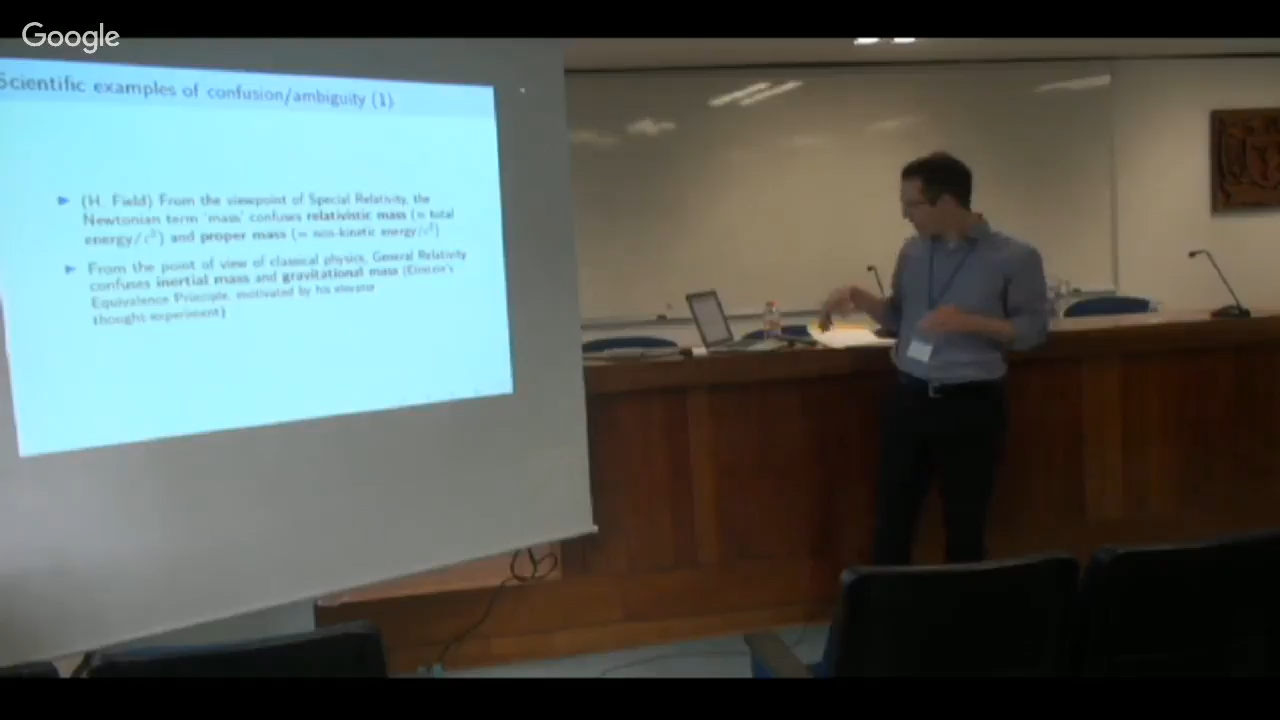 Google
Scientific examples of confusion/ambiguity (1)
(H. Field) From the viewpoint of Special Relativity, the
Newtonian term 'mass' confuses relativistic mass (= total
energy/c²) and proper mass (= non-kinetic energy/c²)
From the point of view of classical physics, General Relativity
confuses inertial mass and gravitational mass (Einstein's
Equivalence Principle, motivated by his elevator
thought-experiment)